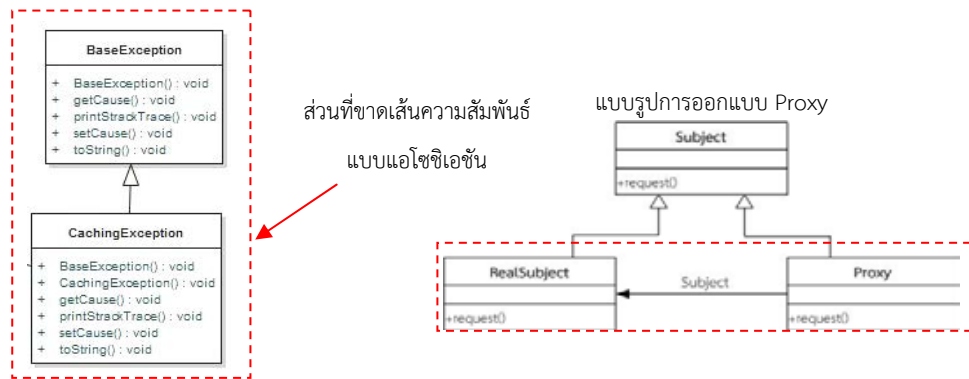 BaseException
+ BaseException() : void
+ getCause() : void
+ printStrackTrace() : void
+ setCause() : void
+ toString() : void
CachingException
+ BaseException() : void
+ CachingException() : void
+ getCause() : void
+ printStrackTrace() : void
+ setCause() : void
+ toString() : void
ส่วนที่ขาดเส้นความสัมพันธ์
แบบแอโซซิเอชัน
แบบรูปการออกแบบ Proxy
Subject
+request()
RealSubject
+request()
Subject
Proxy
+request()